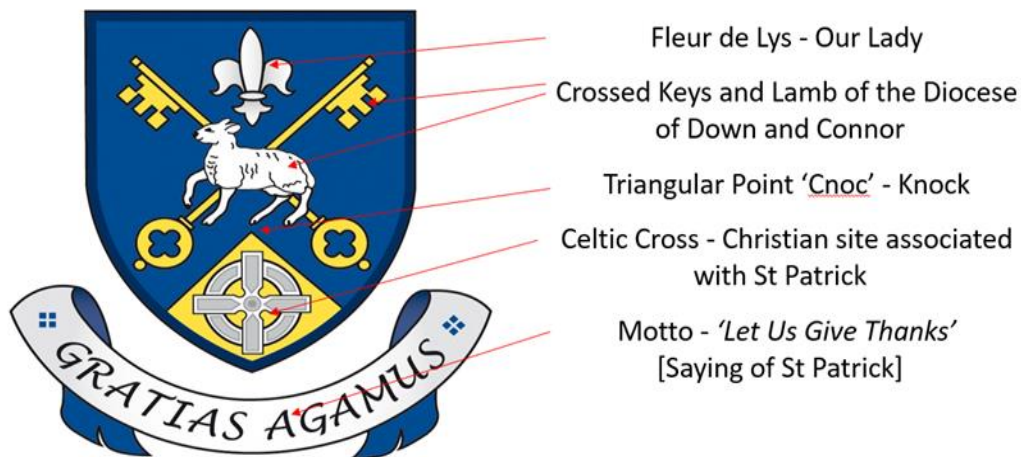 Fleur de Lys - Our Lady
Crossed Keys and Lamb of the Diocese
of Down and Connor
Triangular Point ‘Cnoc’ - Knock
Celtic Cross - Christian site associated
with St Patrick
Motto - ‘Let Us Give Thanks’
[Saying of St Patrick]
GRATIAS AGAMUS